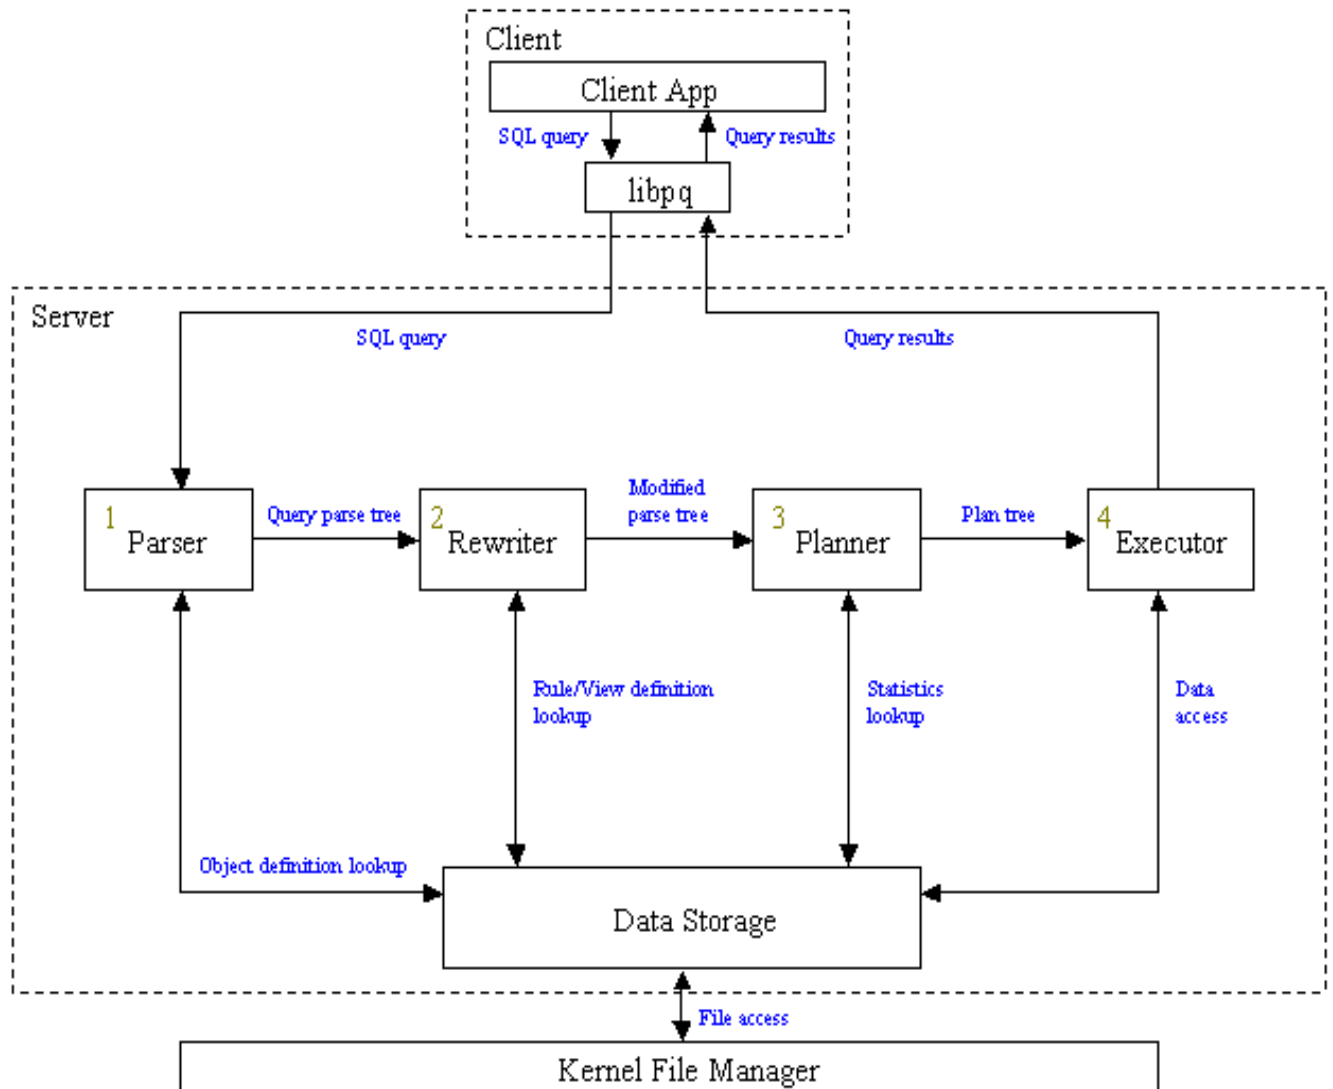 Client
Client App
SQL query
Query results
libpq
Server
SQL query
Query results
1
Parser
Query parse tree
2
Rewriter
Modified
parse tree
3
Planner
Plan tree
4
Executor
Rule/View definition
lookup
Statistics
lookup
Data
access
Object definition lookup
Data Storage
File access
Kernel File Manager